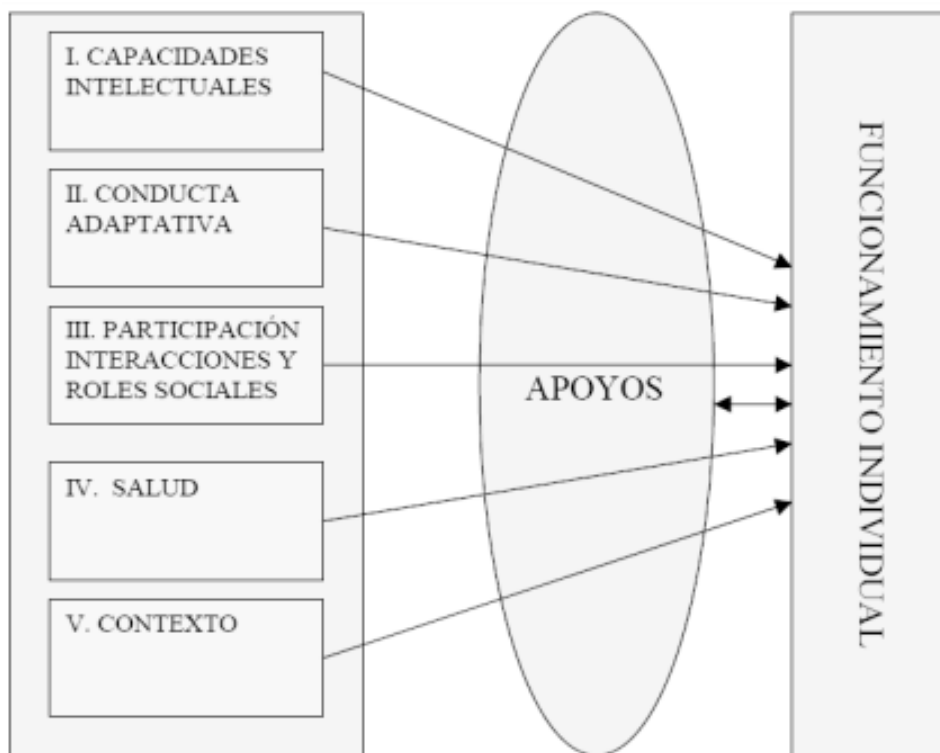 I. CAPACIDADES
INTELECTUALES
II. CONDUCTA
ADAPTATIVA
III. PARTICIPACIÓN
INTERACCIONES Y
ROLES SOCIALES
IV. SALUD
V. CONTEXTO
APOYOS
FUNCIONAMIENTO INDIVIDUAL